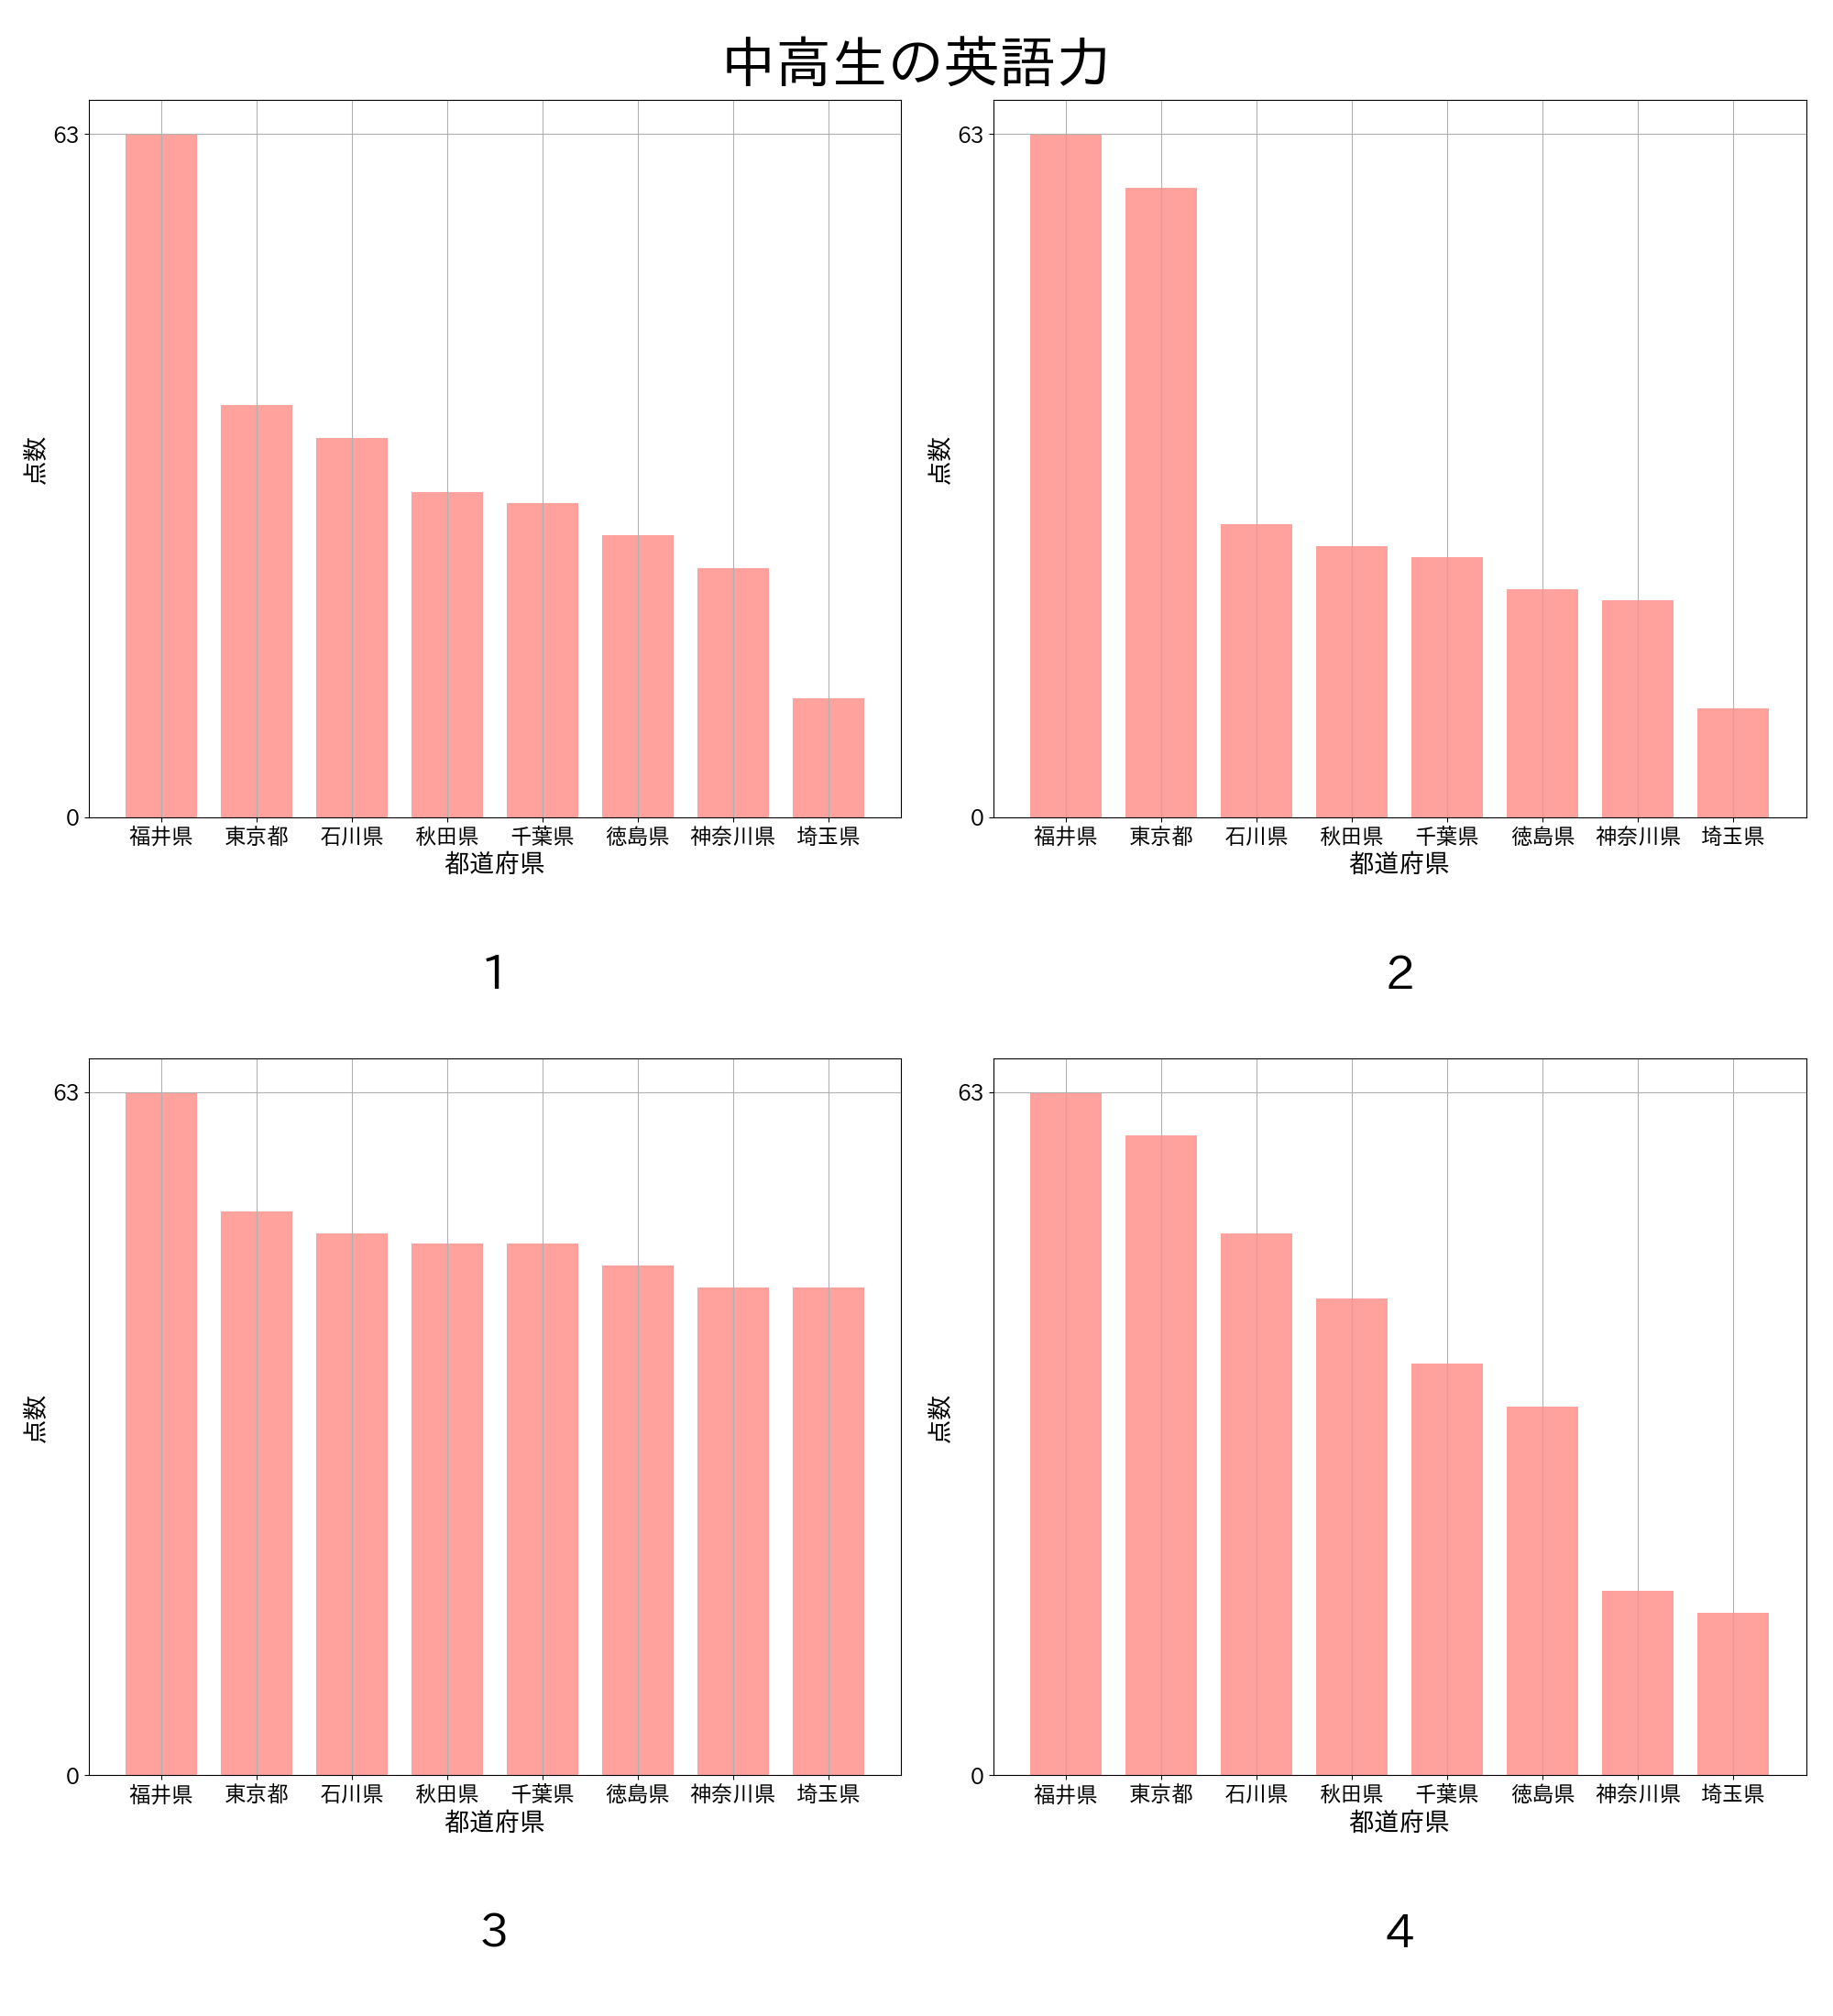 中高生の英語力
63
0
点数
福井県 東京都 石川県 秋田県 千葉県 徳島県 神奈川県 埼玉県
都道府県
1
63
0
点数
福井県 東京都 石川県 秋田県 千葉県 徳島県 神奈川県 埼玉県
都道府県
2
63
0
点数
福井県 東京都 石川県 秋田県 千葉県 徳島県 神奈川県 埼玉県
都道府県
3
63
0
点数
福井県 東京都 石川県 秋田県 千葉県 徳島県 神奈川県 埼玉県
都道府県
4